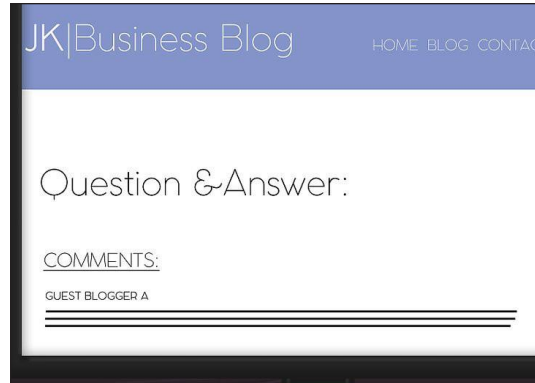 JK|Business Blog
HOME BLOG CONTAC
Question &Answer:
COMMENTS:
GUEST BLOGGER A